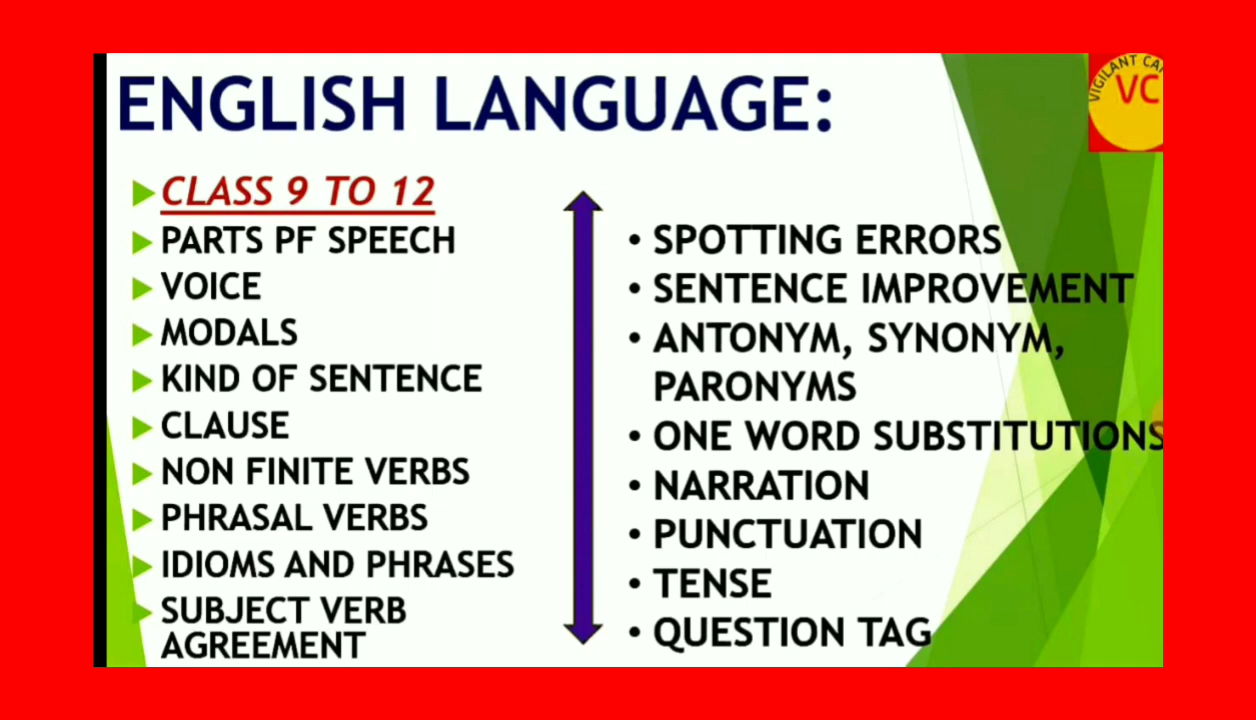 ENGLISH LANGUAGE:
VIGILANT
VC
CLASS 9 TO 12
PARTS PF SPEECH
VOICE
MODALS
KIND OF SENTENCE
CLAUSE
NON FINITE VERBS
PHRASAL VERBS
IDIOMS AND PHRASES
SUBJECT VERB
AGREEMENT
• SPOTTING ERRORS
• SENTENCE IMPROVEMENT
• ANTONYM, SYNONYM,
PARONYMS
• ONE WORD SUBSTITUTIONS
• NARRATION
• PUNCTUATION
• TENSE
• QUESTION TAG